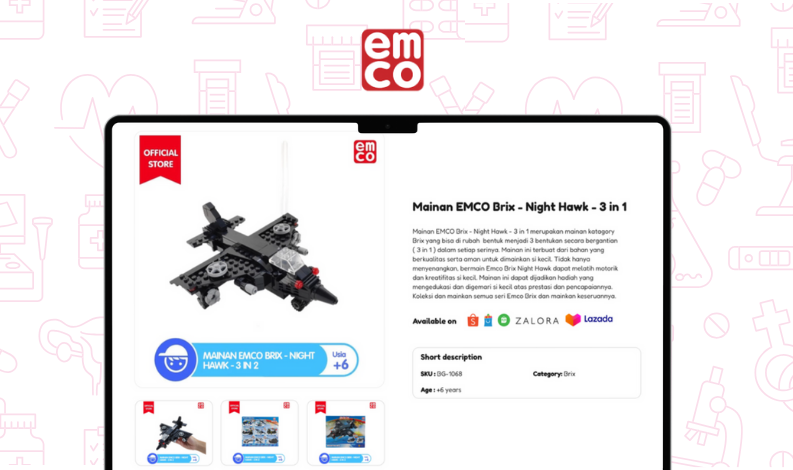 em
co
OFFICIAL
STORE
em
co
MAINAN EMCO BRIX - NIGHT
HAWK - 3 IN 2
Usia
+6
Mainan EMCO Brix - Night Hawk - 3 in 1
Mainan EMCO Brix - Night Hawk - 3 in 1 merupakan mainan katagory
Brix yang bisa di rubah bentuk menjadi 3 bentukan secara bergantian
( 3 in 1 ) dalam setiap serinya. Mainan ini terbuat dari bahan yang
berkualitas serta aman untuk dimainkan si kecil. Tidak hanya
menyenangkan, bermain Emco Brix Night Hawk dapat melatih motorik
dan kreatifitas si kecil. Mainan ini dapat dijadikan hadiah yang
mengedukasi dan digemari si kecil atas prestasi dan pencapaiannya.
Koleksi dan mainkan semua seri Emco Brix dan mainkan keseruannya.
Available on
ZALORA
Lazada
Short description
SKU : BG-1068
Category: Brix
Age : +6 years